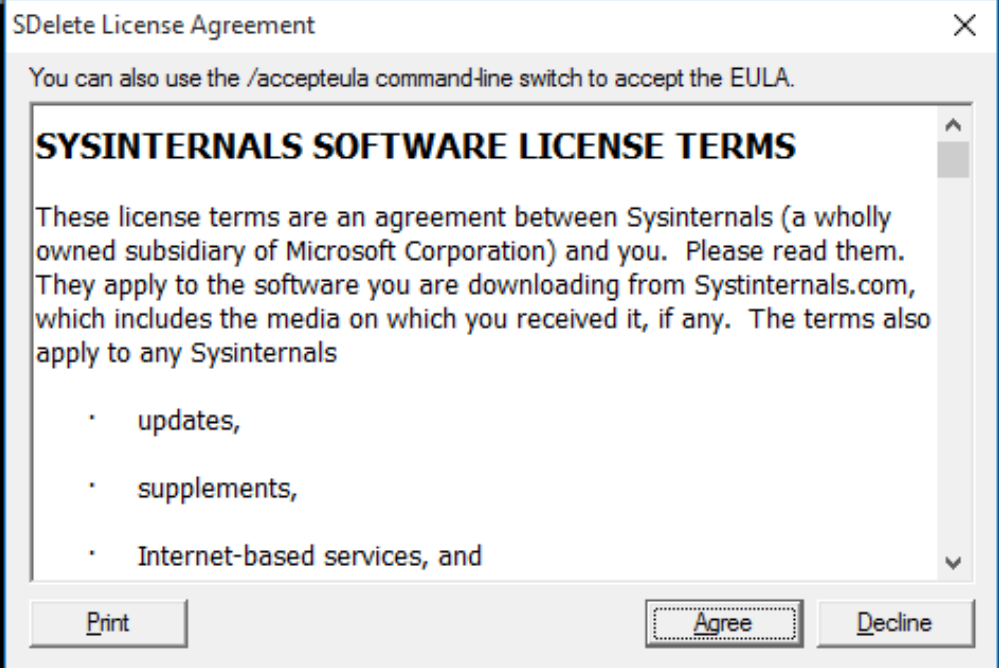 SDelete License Agreement
You can also use the /accepteula command-line switch to accept the EULA.
SYSINTERNALS SOFTWARE LICENSE TERMS
These license terms are an agreement between Sysinternals (a wholly
owned subsidiary of Microsoft Corporation) and you.  Please read them.
They apply to the software you are downloading from Systinternals.com,
which includes the media on which you received it, if any.  The terms also
apply to any Sysinternals
· updates,
· supplements,
· Internet-based services, and
Print Agree Decline